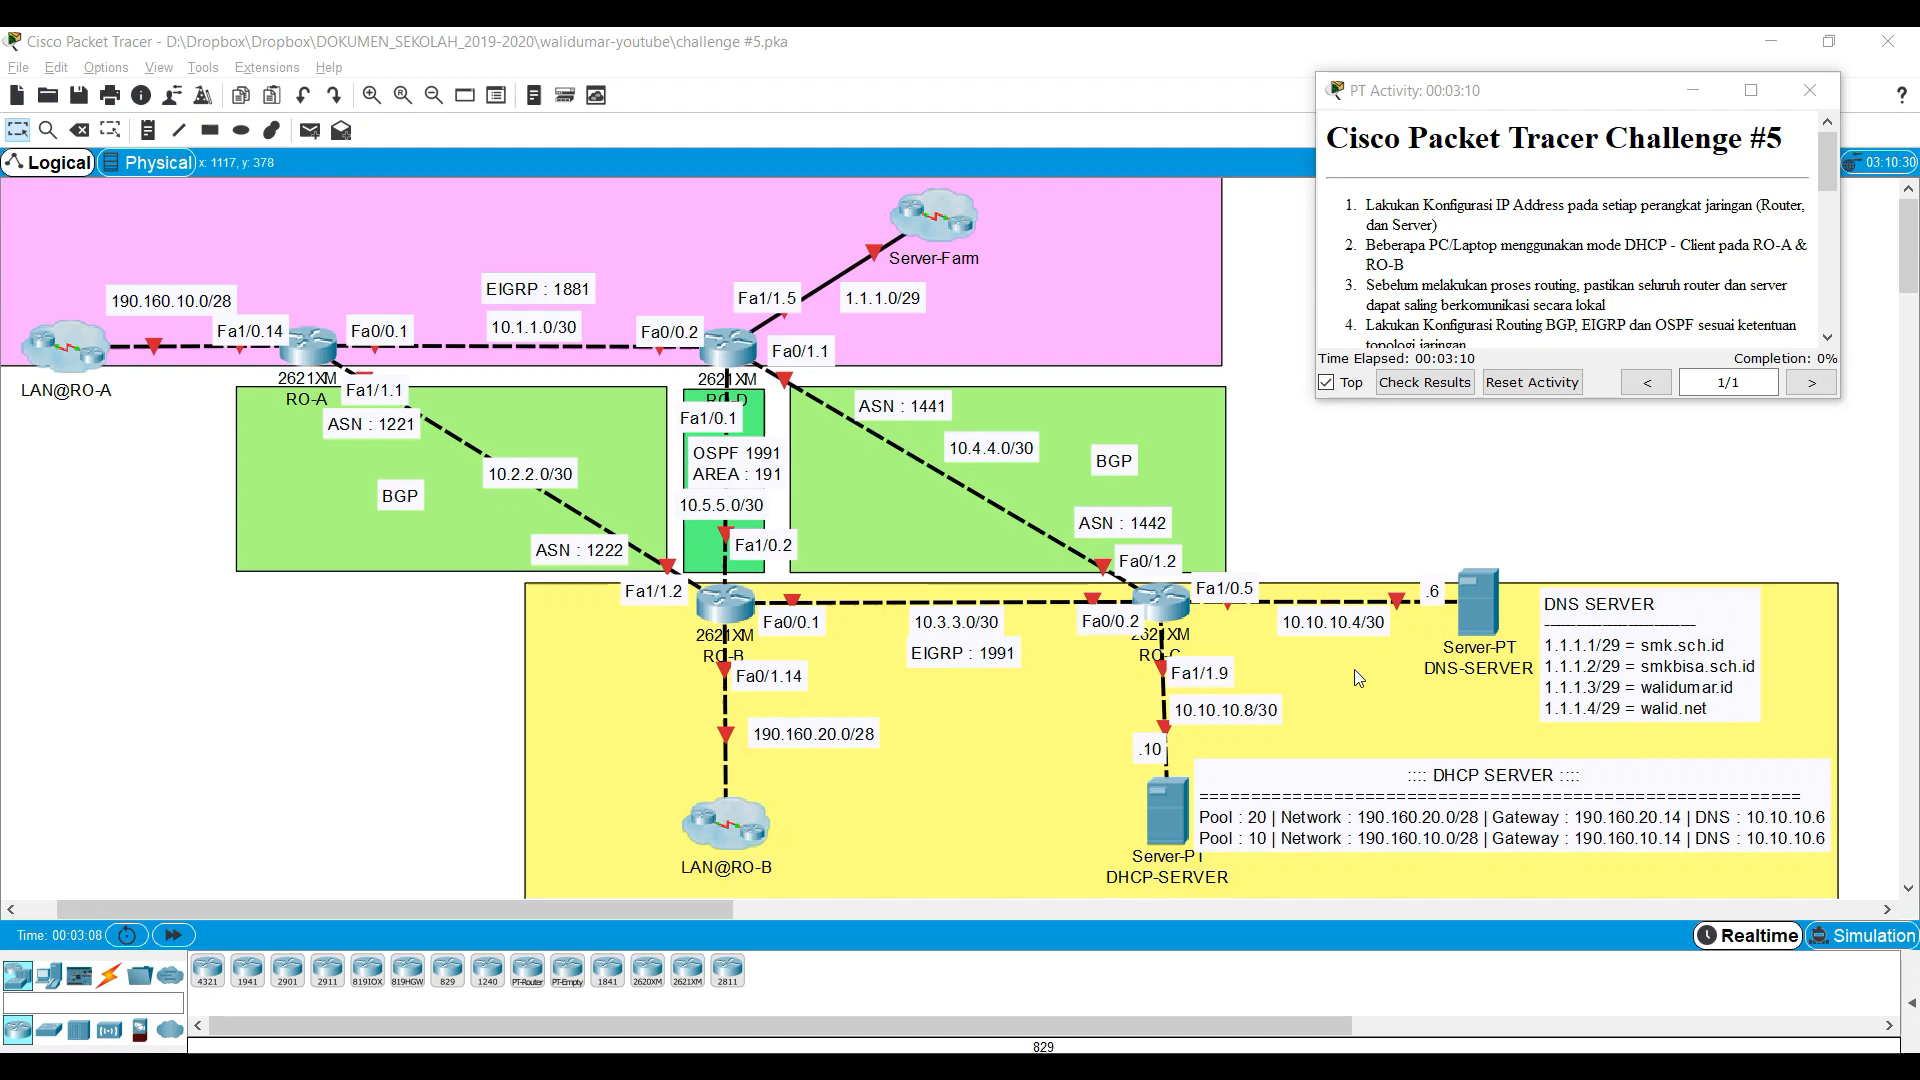 Cisco Packet Tracer - D:\Dropbox\Dropbox\DOKUMEN_SEKOLAH_2019-2020\walidumar-youtube\challenge #5.pka
File Edit Options View Tools Extensions Help
Logical Physical x: 1117, y: 378
03:10:30
PT Activity: 00:03:10
Cisco Packet Tracer Challenge #5
1. Lakukan Konfigurasi IP Address pada setiap perangkat jaringan (Router,
dan Server)
2. Beberapa PC/Laptop menggunakan mode DHCP - Client pada RO-A &
RO-B
3. Sebelum melakukan proses routing, pastikan seluruh router dan server
dapat saling berkomunikasi secara lokal
4. Lakukan Konfigurasi Routing BGP, EIGRP dan OSPF sesuai ketentuan
topologi jaringan
Time Elapsed: 00:03:10 Completion: 0%
Top Check Results Reset Activity < 1/1 >
Server-Farm
190.160.10.0/28
EIGRP : 1881
Fa1/1.5
1.1.1.0/29
Fa1/0.14
Fa0/0.1
10.1.1.0/30
Fa0/0.2
Fa0/1.1
LAN@RO-A
2621XM
RO-A
Fa1/1.1
2621XM
RO-D
Fa1/0.1
ASN : 1221
ASN : 1441
10.2.2.0/30
OSPF 1991
AREA : 191
10.4.4.0/30
BGP
BGP
10.5.5.0/30
ASN : 1222
Fa1/0.2
ASN : 1442
Fa0/1.2
Fa1/1.2
Fa1/0.5
.6
2621XM
RO-B
Fa0/0.1
10.3.3.0/30
EIGRP : 1991
Fa0/0.2
2621XM
RO-C
10.10.10.4/30
Server-PT
DNS-SERVER
DNS SERVER
------------------------------
1.1.1.1/29 = smk.sch.id
1.1.1.2/29 = smkbisa.sch.id
1.1.1.3/29 = walidumar.id
1.1.1.4/29 = walid.net
Fa0/1.14
Fa1/1.9
190.160.20.0/28
10.10.10.8/30
.10
LAN@RO-B
Server-PT
DHCP-SERVER
:::: DHCP SERVER ::::
============================================================
Pool : 20 | Network : 190.160.20.0/28 | Gateway : 190.160.20.14 | DNS : 10.10.10.6
Pool : 10 | Network : 190.160.10.0/28 | Gateway : 190.160.10.14 | DNS : 10.10.10.6
Time: 00:03:08
Realtime Simulation
4321 1941 2901 2911 819IOX 819HGW 829 1240 PT-Router PT-Empty 1841 2620XM 2621XM 2811
829